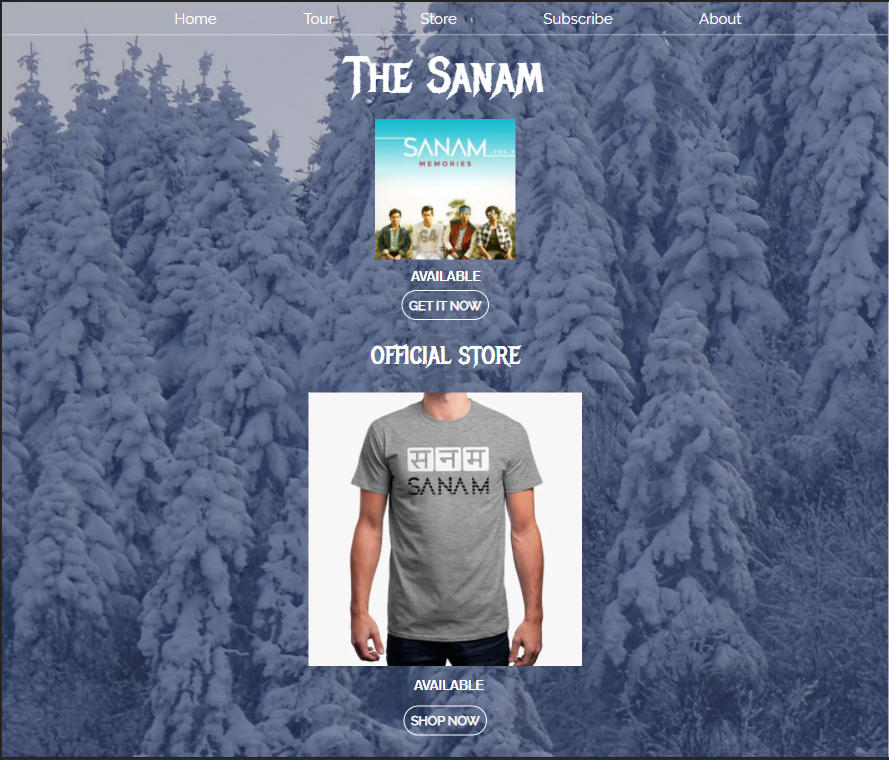 Home Tour Store Subscribe About
The Sanam
SANAM VOL.
MEMORIES
64
AVAILABLE
GET IT NOW
OFFICIAL STORE
सनम
SANAM
AVAILABLE
SHOP NOW